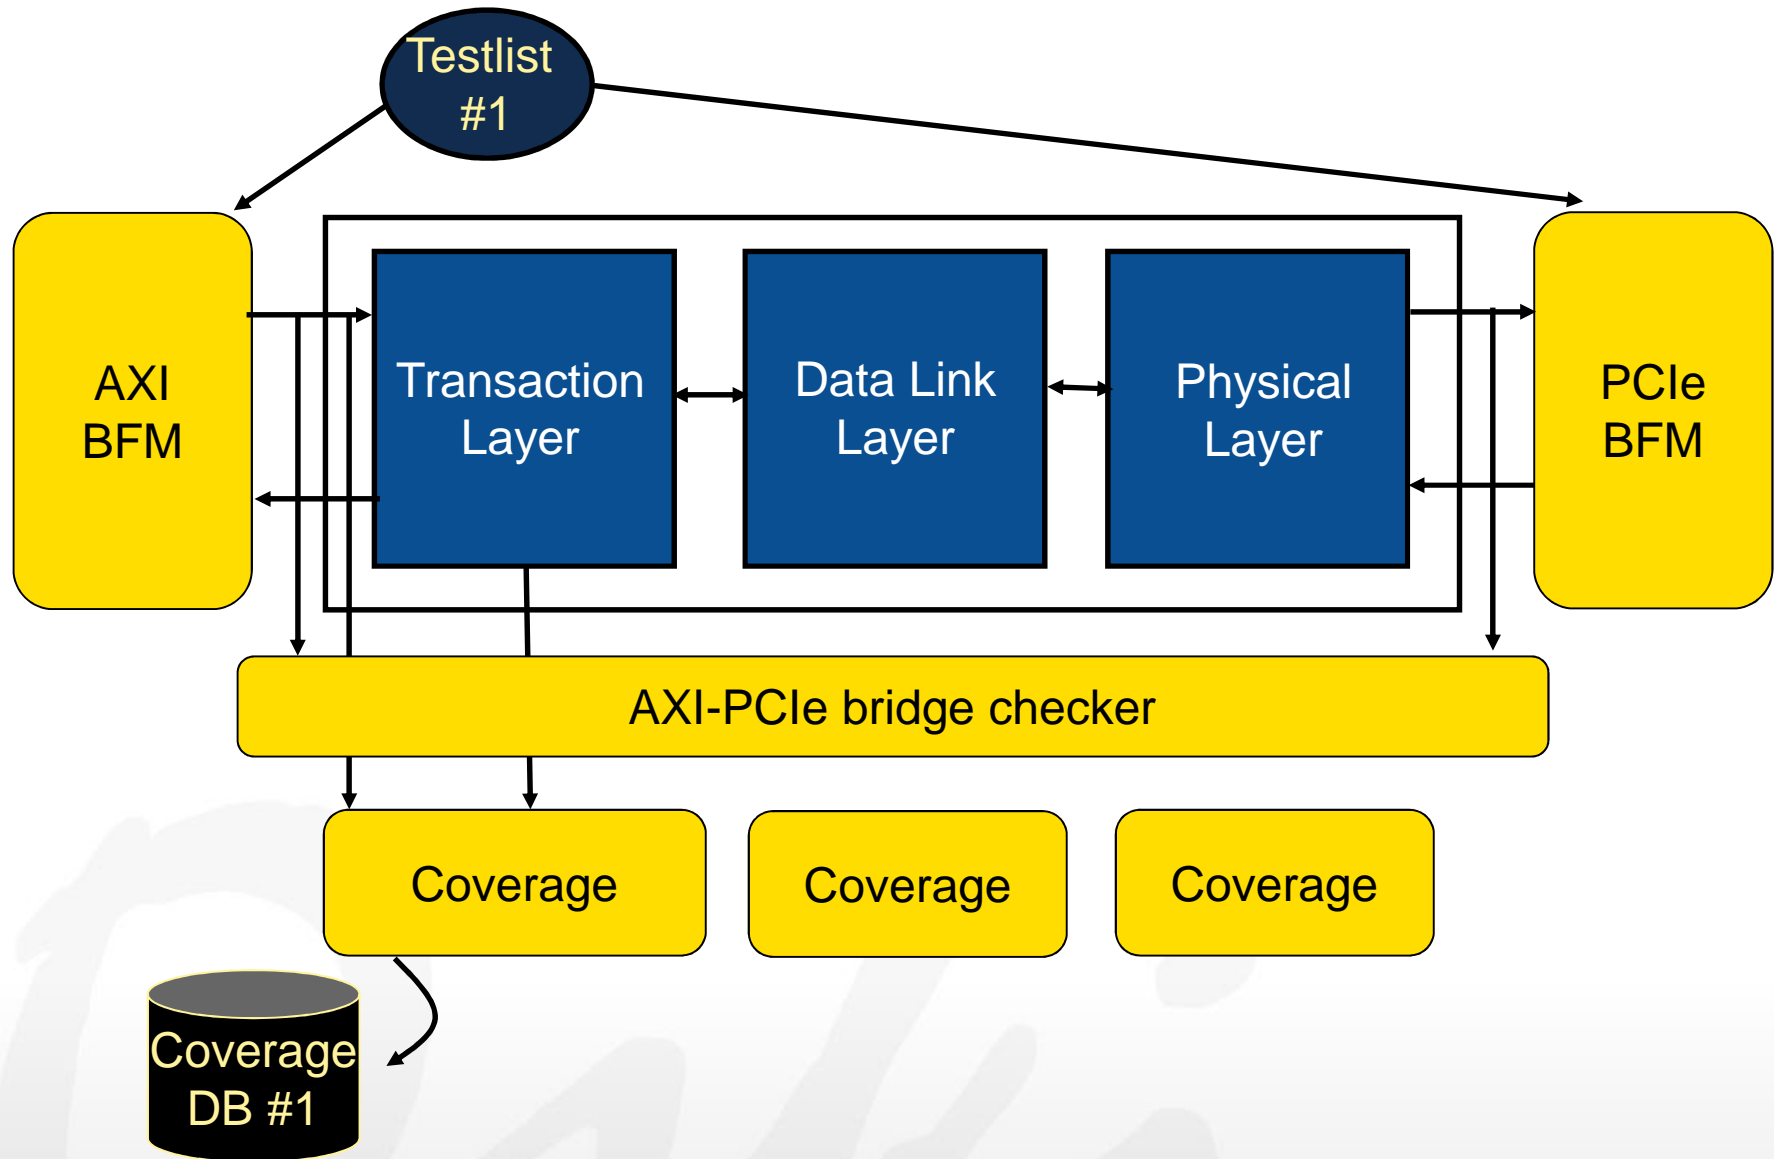 Testlist
#1
AXI
BFM
Transaction
Layer
Data Link
Layer
Physical
Layer
PCIe
BFM
AXI-PCIe bridge checker
Coverage
Coverage
Coverage
Coverage
DB #1